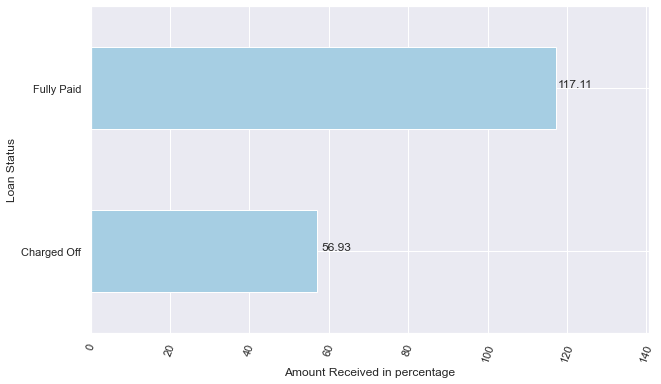 Fully Paid
117.11
Loan Status
Charged Off
56.93
0 20 40 60 80 100 120 140
Amount Received in percentage